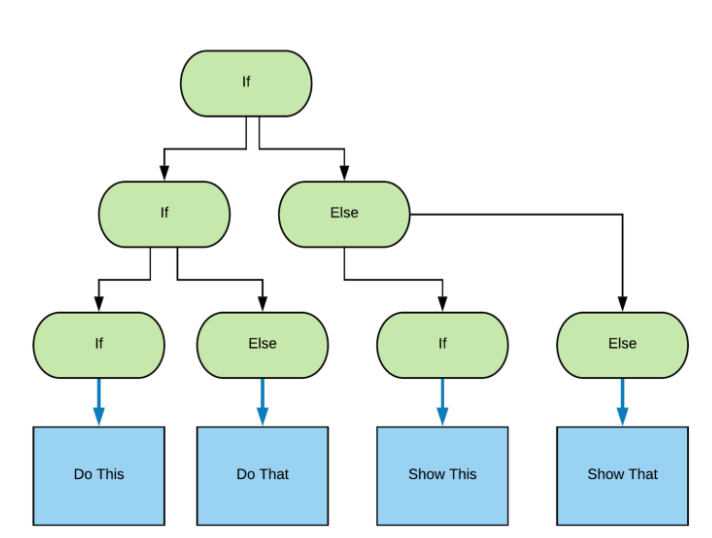 If
If
Else
If
Else
If
Else
Do This
Do That
Show This
Show That